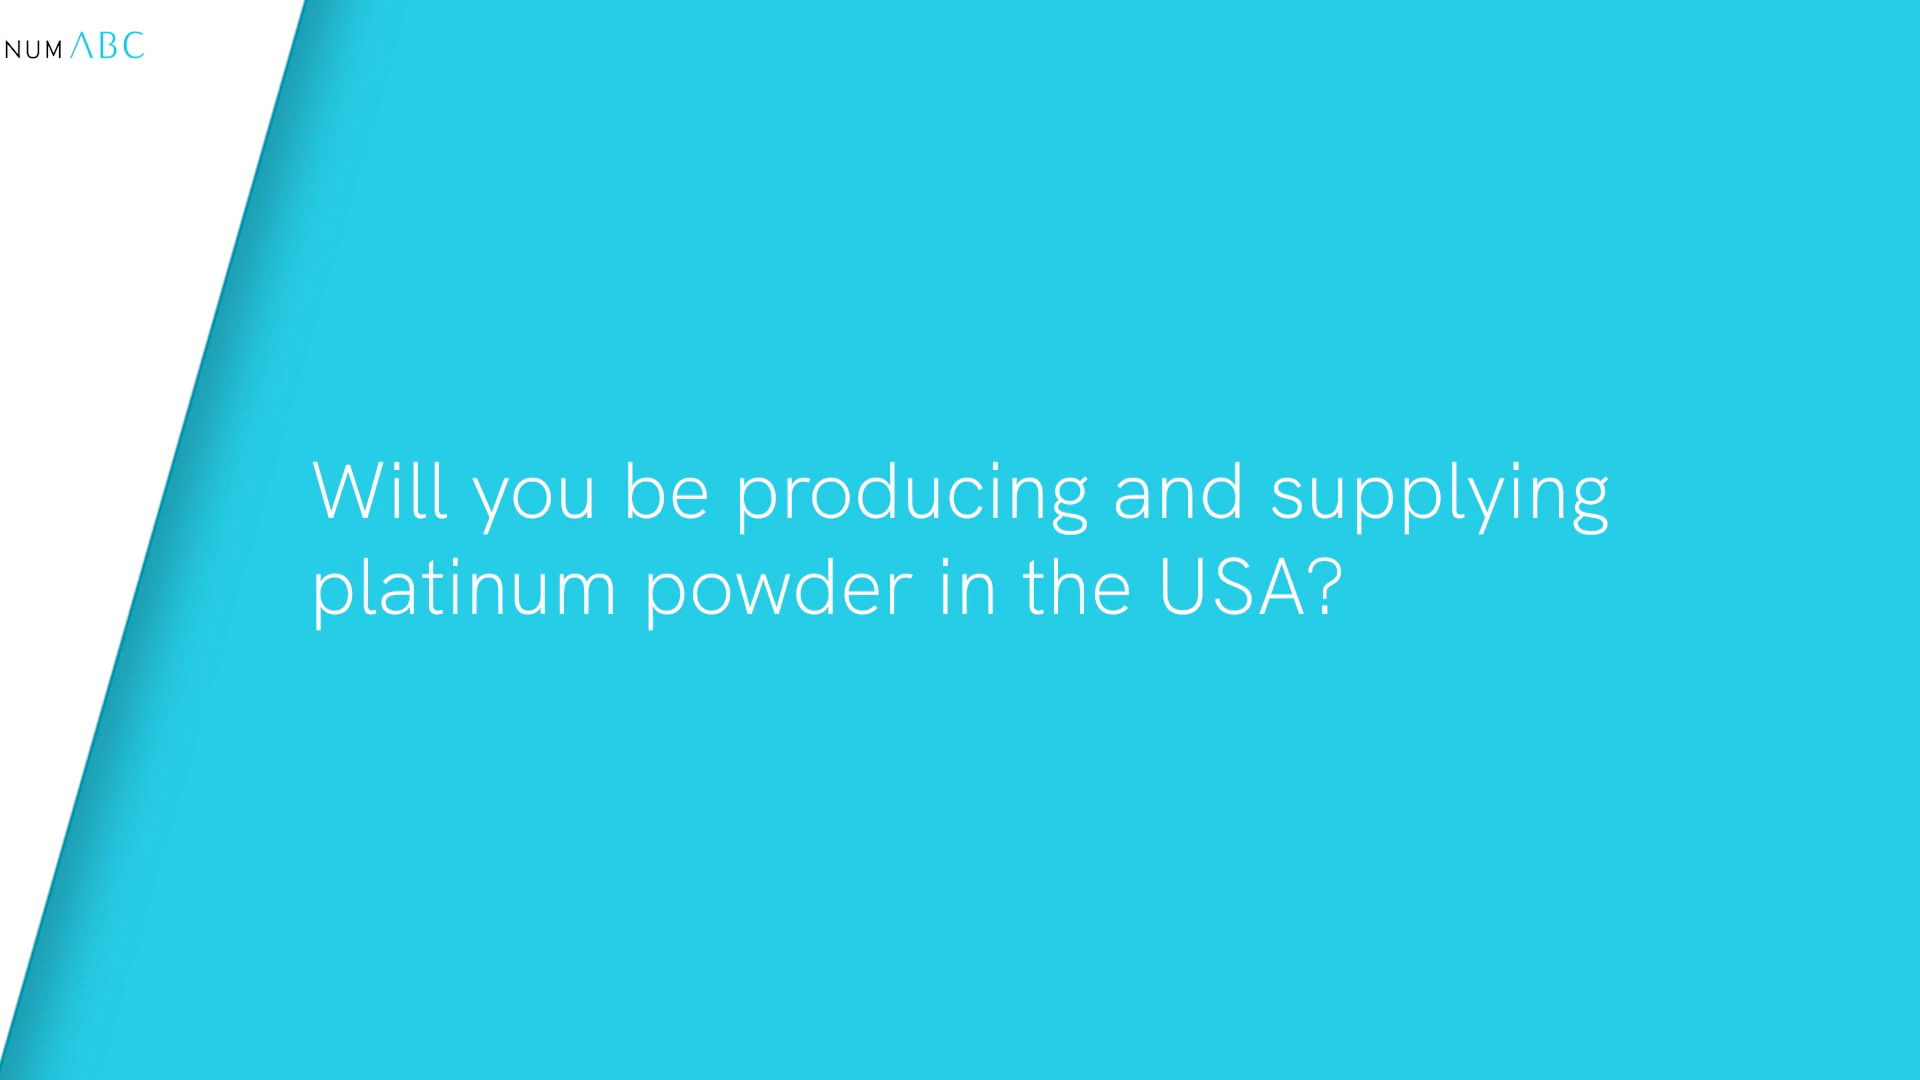 NUM ABC
Will you be producing and supplying
platinum powder in the USA?